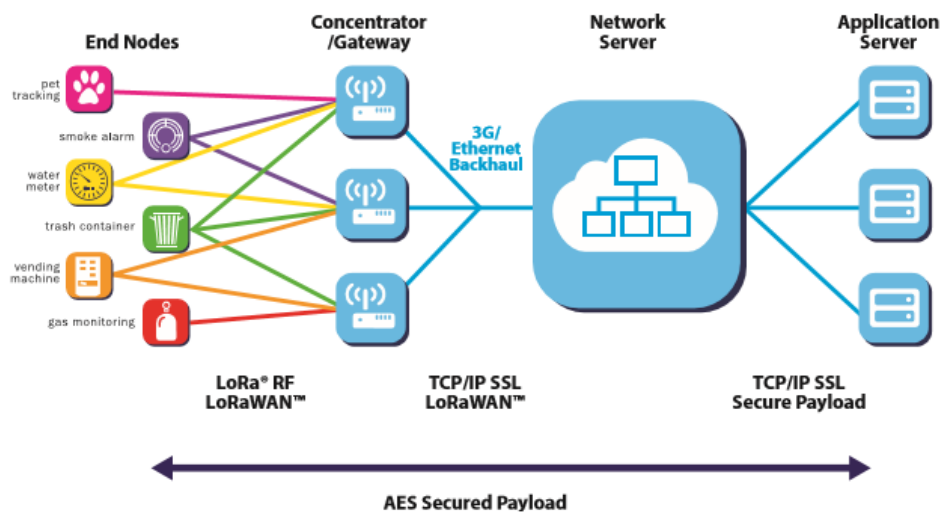 End Nodes
Concentrator
/Gateway
Network
Server
Application
Server
pet
tracking
smoke alarm
water
meter
trash container
vending
machine
gas monitoring
3G/
Ethernet
Backhaul
LoRa® RF
LoRaWAN™
TCP/IP SSL
LoRaWAN™
TCP/IP SSL
Secure Payload
AES Secured Payload